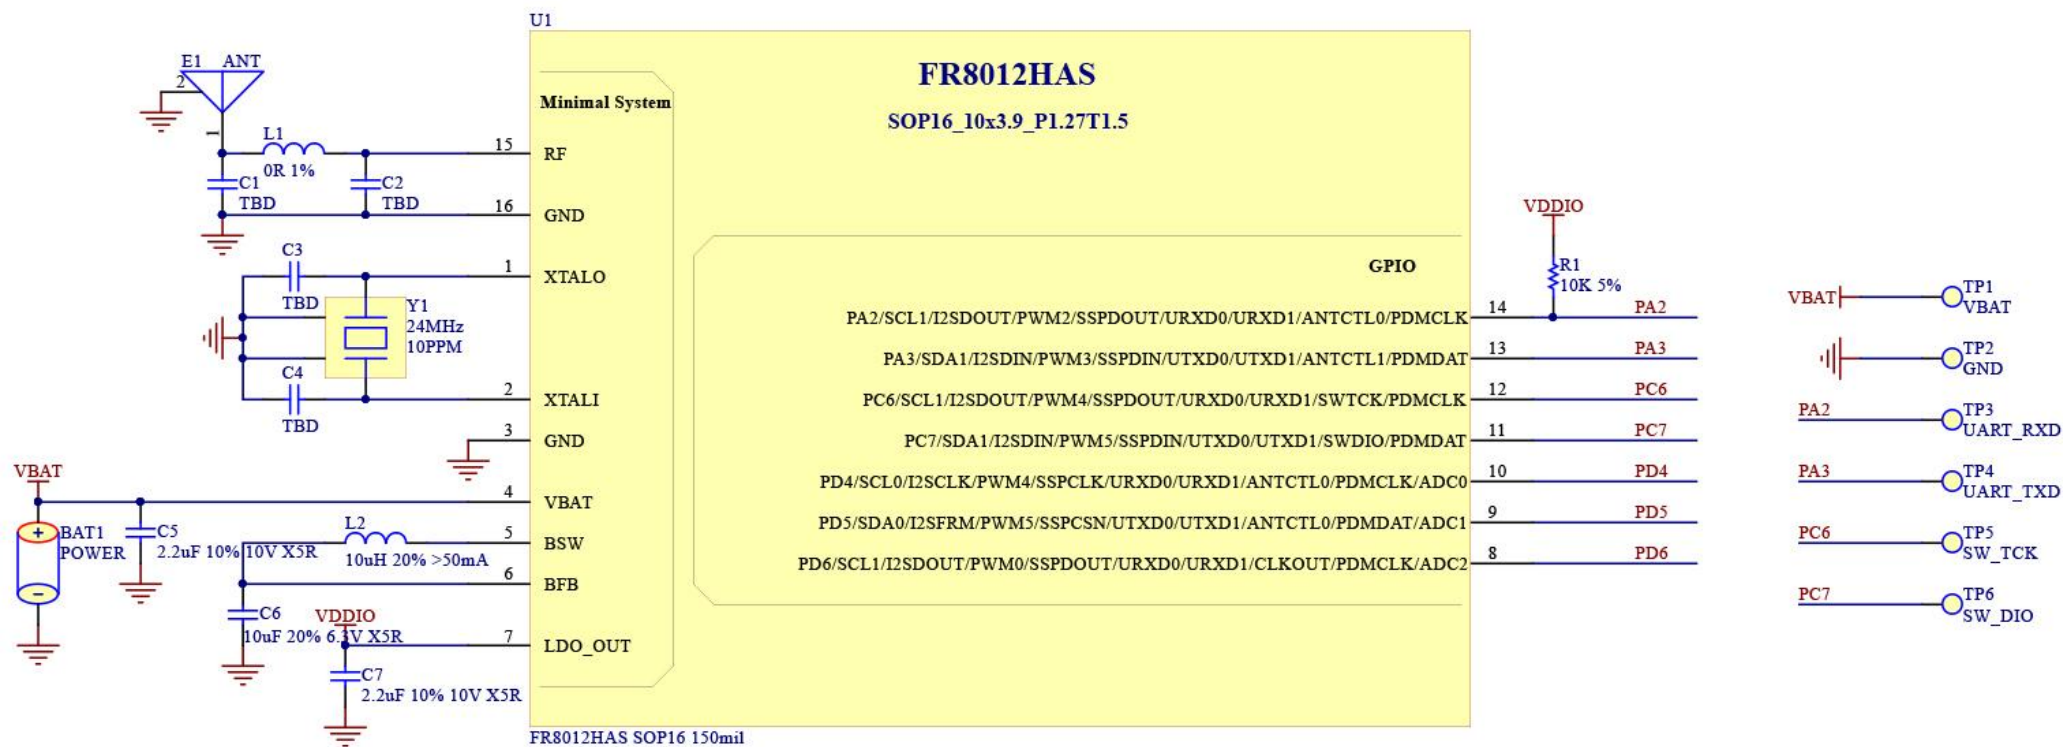 U1
FR8012HAS
SOP16_10x3.9_P1.27T1.5
Minimal System
E1 ANT
2
1
L1
0R 1%
C1
TBD
C2
TBD
15 RF
16 GND
C3
TBD
1 XTALO
Y1
24MHz
10PPM
C4
TBD
2 XTALI
3 GND
VBAT
4 VBAT
BAT1
POWER
C5
2.2uF 10% 10V X5R
L2
10uH 20% >50mA
5 BSW
6 BFB
C6
10uF 20% 6.3V X5R
VDDIO
7 LDO_OUT
C7
2.2uF 10% 10V X5R
GPIO
VDDIO
R1
10K 5%
PA2/SCL1/I2SDOUT/PWM2/SSPDOUT/URXD0/URXD1/ANTCTL0/PDMCLK 14 PA2
PA3/SDA1/I2SDIN/PWM3/SSPDIN/UTXD0/UTXD1/ANTCTL1/PDMDAT 13 PA3
PC6/SCL1/I2SDOUT/PWM4/SSPDOUT/URXD0/URXD1/SWTCK/PDMCLK 12 PC6
PC7/SDA1/I2SDIN/PWM5/SSPDIN/UTXD0/UTXD1/SWDIO/PDMDAT 11 PC7
PD4/SCL0/I2SCLK/PWM4/SSPCLK/URXD0/URXD1/ANTCTL0/PDMCLK/ADC0 10 PD4
PD5/SDA0/I2SFRM/PWM5/SSPCSN/UTXD0/UTXD1/ANTCTL0/PDMDAT/ADC1 9 PD5
PD6/SCL1/I2SDOUT/PWM0/SSPDOUT/URXD0/URXD1/CLKOUT/PDMCLK/ADC2 8 PD6
VBAT TP1
VBAT
TP2
GND
PA2 TP3
UART_RXD
PA3 TP4
UART_TXD
PC6 TP5
SW_TCK
PC7 TP6
SW_DIO
FR8012HAS SOP16 150mil